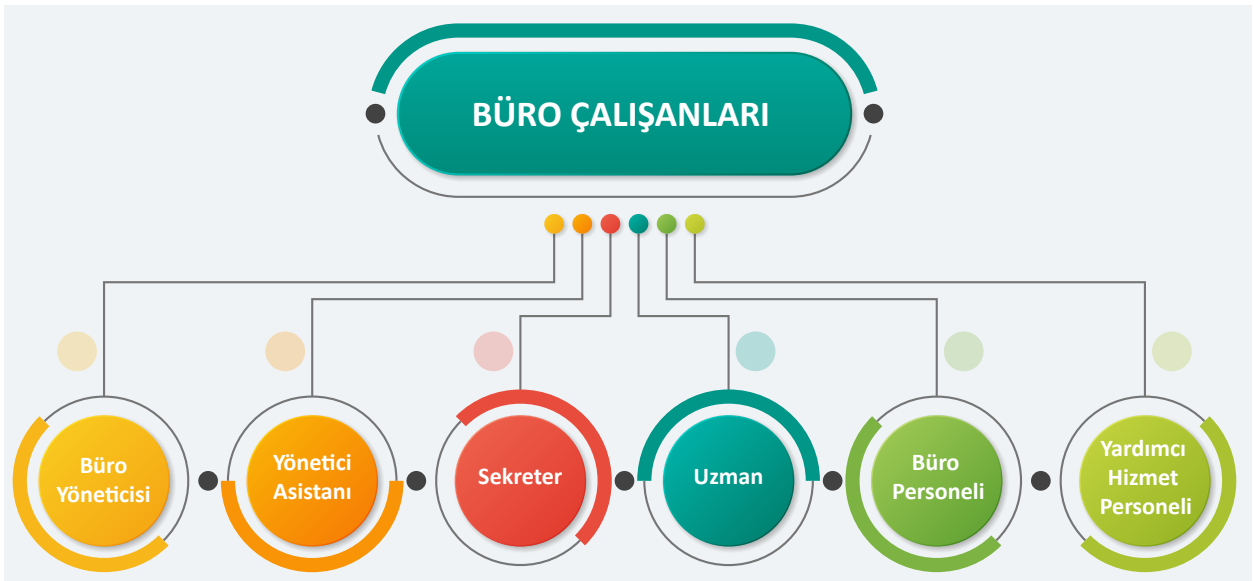 BÜRO ÇALIŞANLARI
Büro
Yöneticisi
Yönetici
Asistanı
Sekreter
Uzman
Büro
Personeli
Yardımcı
Hizmet
Personeli